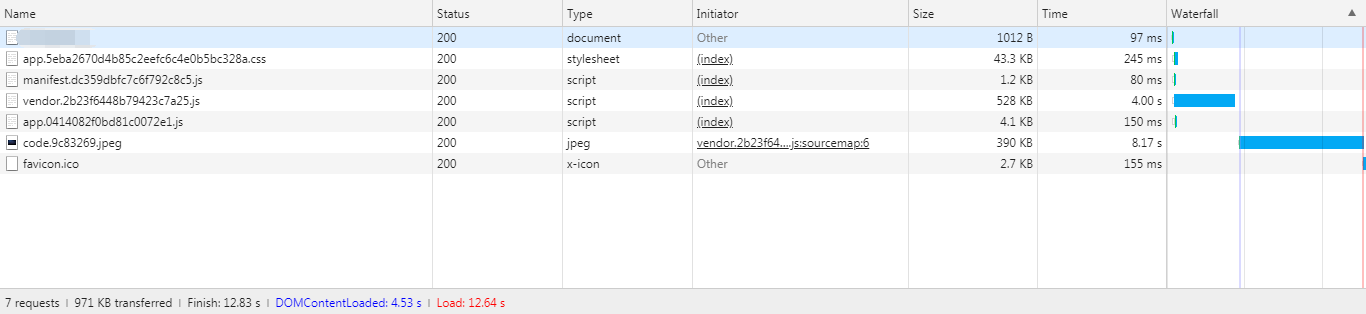 Name Status Type Initiator Size Time Waterfall
200 document Other 1012 B 97 ms
app.5eba2670d4b85c2eefc6c4e0b5bc328a.css 200 stylesheet (index) 43.3 KB 245 ms
manifest.dc359dbfc7c6f792c8c5.js 200 script (index) 1.2 KB 80 ms
vendor.2b23f6448b79423c7a25.js 200 script (index) 528 KB 4.00 s
app.0414082f0bd81c0072e1.js 200 script (index) 4.1 KB 150 ms
code.9c83269.jpeg 200 jpeg vendor.2b23f64....js:sourcemap:6 390 KB 8.17 s
favicon.ico 200 x-icon Other 2.7 KB 155 ms
7 requests | 971 KB transferred | Finish: 12.83 s | DOMContentLoaded: 4.53 s | Load: 12.64 s